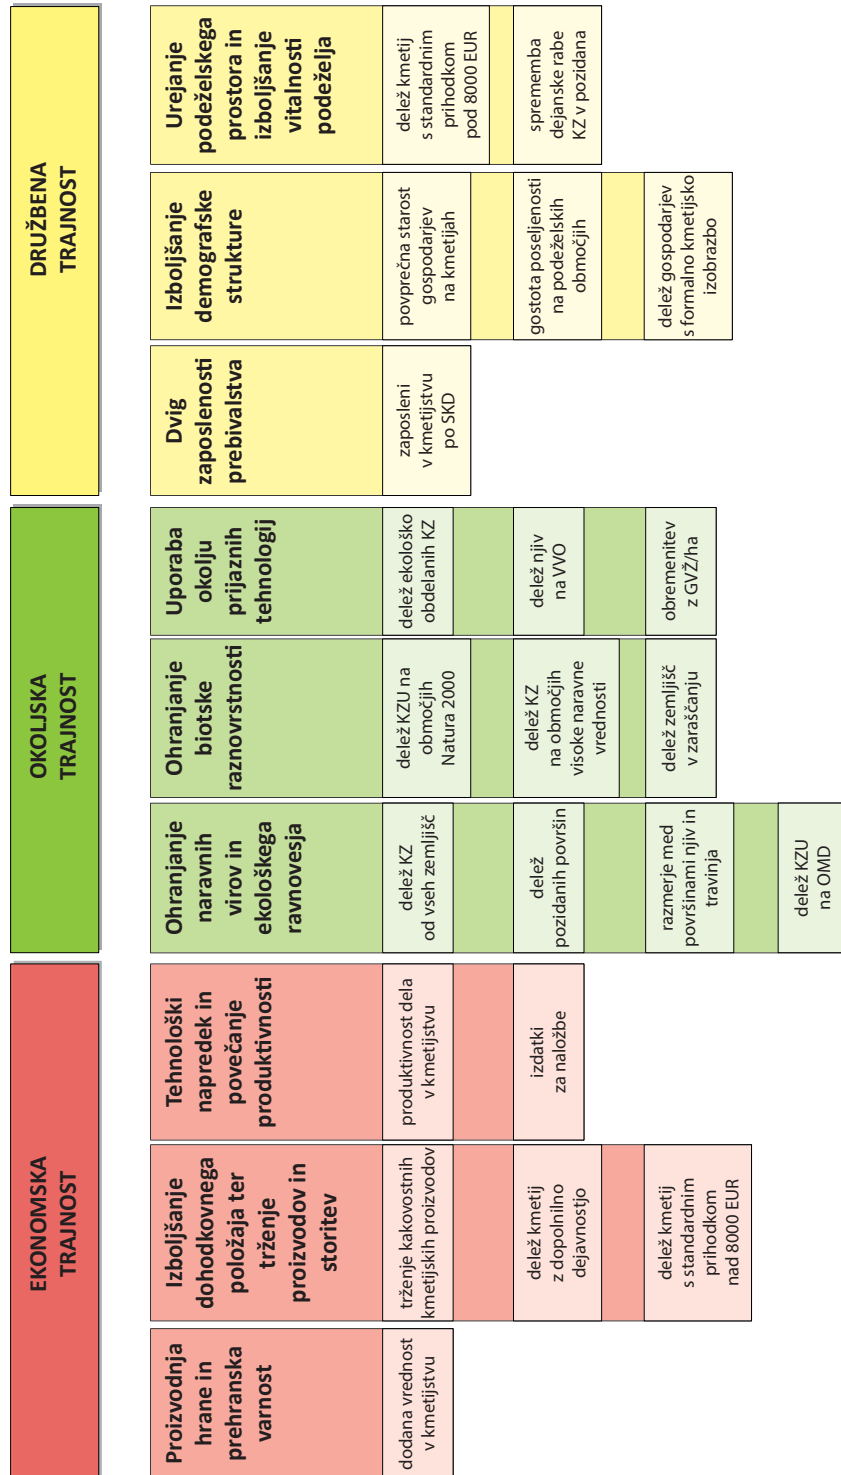 EKONOMSKA
TRAJNOST
Proizvodnja
hrane in
prehranska
varnost
dodana vrednost
v kmetijstvu
Izboljšanje
dohodkovnega
položaja ter
trženje
proizvodov in
storitev
trženje kakovostnih
kmetijskih proizvodov
delež kmetij
z dopolnilno
dejavnostjo
delež kmetij
s standardnim
prihodkom
nad 8000 EUR
Tehnološki
napredek in
povečanje
produktivnosti
produktivnost dela
v kmetijstvu
izdatki
za naložbe
OKOLJSKA
TRAJNOST
Ohranjanje
naravnih
virov in
ekološkega
ravnovesja
delež KZ
od vseh zemljišč
delež
pozidanih površin
razmerje med
površinami njiv in
travinja
delež KZU
na OMD
Ohranjanje
biotske
raznovrstnosti
delež KZU na
območjih
Natura 2000
delež KZ
na območjih
visoke naravne
vrednosti
delež zemljišč
v zaraščanju
Uporaba
okolju
prijaznih
tehnologij
delež ekološko
obdelanih KZ
delež njiv
na VVO
obremenitev
z GVŽ/ha
DRUŽBENA
TRAJNOST
Dvig
zaposlenosti
prebivalstva
zaposleni
v kmetijstvu
po SKD
Izboljšanje
demografske
strukture
povprečna starost
gospodarjev
na kmetijah
gostota poseljenosti
na podeželskih
območjih
delež gospodarjev
s formalno kmetijsko
izobrazbo
Urejanje
podeželskega
prostora in
izboljšanje
vitalnosti
podeželja
delež kmetij
s standardnim
prihodkom
pod 8000 EUR
sprememba
dejanske rabe
KZ v pozidana